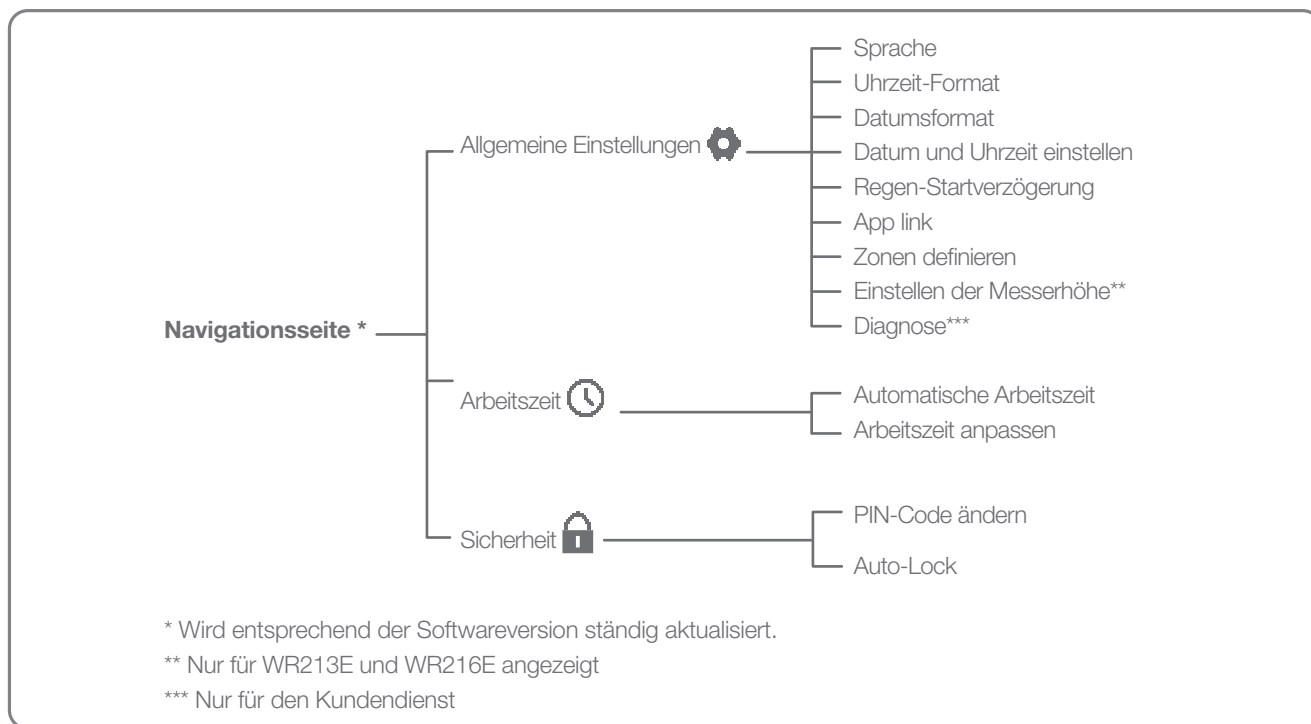 Sprache
Uhrzeit-Format
Datumsformat
Allgemeine Einstellungen
Datum und Uhrzeit einstellen
Regen-Startverzögerung
App link
Zonen definieren
Einstellen der Messerhöhe**
Diagnose***
Navigationsseite *
Arbeitszeit
Automatische Arbeitszeit
Arbeitszeit anpassen
Sicherheit
PIN-Code ändern
Auto-Lock
* Wird entsprechend der Softwareversion ständig aktualisiert.
** Nur für WR213E und WR216E angezeigt
*** Nur für den Kundendienst